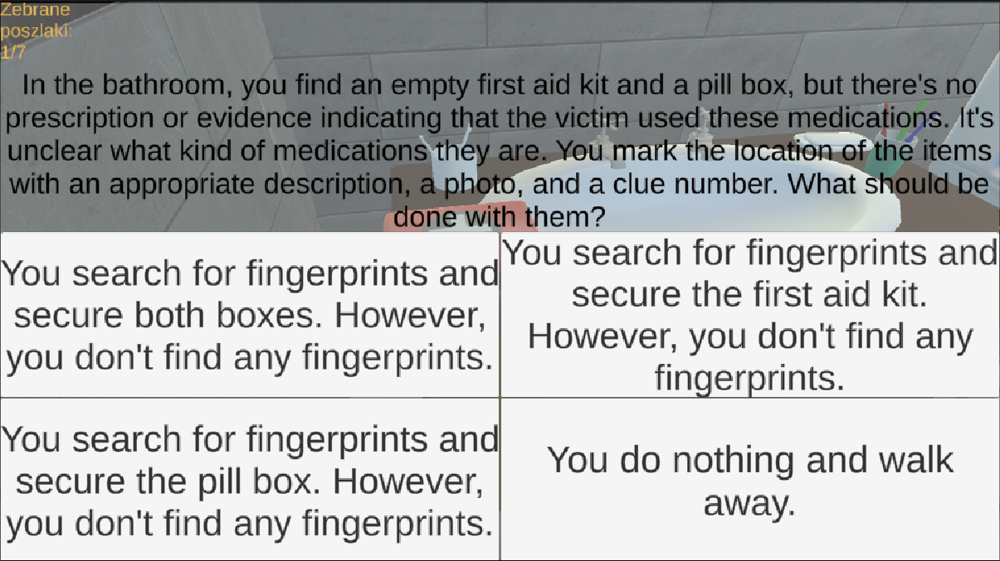 Zebrane
poszlaki:
1/7
In the bathroom, you find an empty first aid kit and a pill box, but there's no
prescription or evidence indicating that the victim used these medications. It's
unclear what kind of medications they are. You mark the location of the items
with an appropriate description, a photo, and a clue number. What should be
done with them?
You search for fingerprints and
secure both boxes. However,
you don't find any fingerprints.
You search for fingerprints and
secure the first aid kit.
However, you don't find any
fingerprints.
You search for fingerprints and
secure the pill box. However,
you don't find any fingerprints.
You do nothing and walk
away.